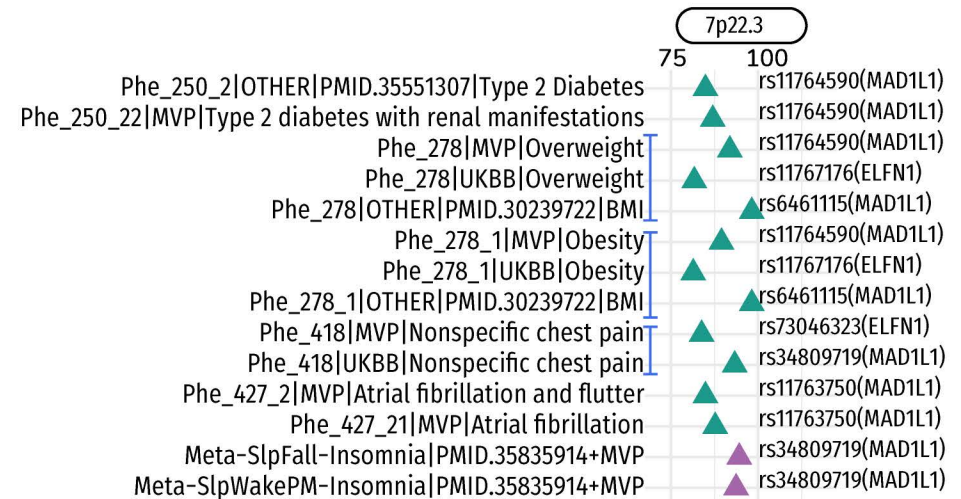 7p22.3
75 100
Phe_250_2|OTHER|PMID.35551307|Type 2 Diabetes rs11764590(MAD1L1)
Phe_250_22|MVP|Type 2 diabetes with renal manifestations rs11764590(MAD1L1)
Phe_278|MVP|Overweight rs11764590(MAD1L1)
Phe_278|UKBB|Overweight rs11767176(ELFN1)
Phe_278|OTHER|PMID.30239722|BMI rs6461115(MAD1L1)
Phe_278_1|MVP|Obesity rs11764590(MAD1L1)
Phe_278_1|UKBB|Obesity rs11767176(ELFN1)
Phe_278_1|OTHER|PMID.30239722|BMI rs6461115(MAD1L1)
Phe_418|MVP|Nonspecific chest pain rs73046323(ELFN1)
Phe_418|UKBB|Nonspecific chest pain rs34809719(MAD1L1)
Phe_427_2|MVP|Atrial fibrillation and flutter rs11763750(MAD1L1)
Phe_427_21|MVP|Atrial fibrillation rs11763750(MAD1L1)
Meta-SlpFall-Insomnia|PMID.35835914+MVP rs34809719(MAD1L1)
Meta-SlpWakePM-Insomnia|PMID.35835914+MVP rs34809719(MAD1L1)